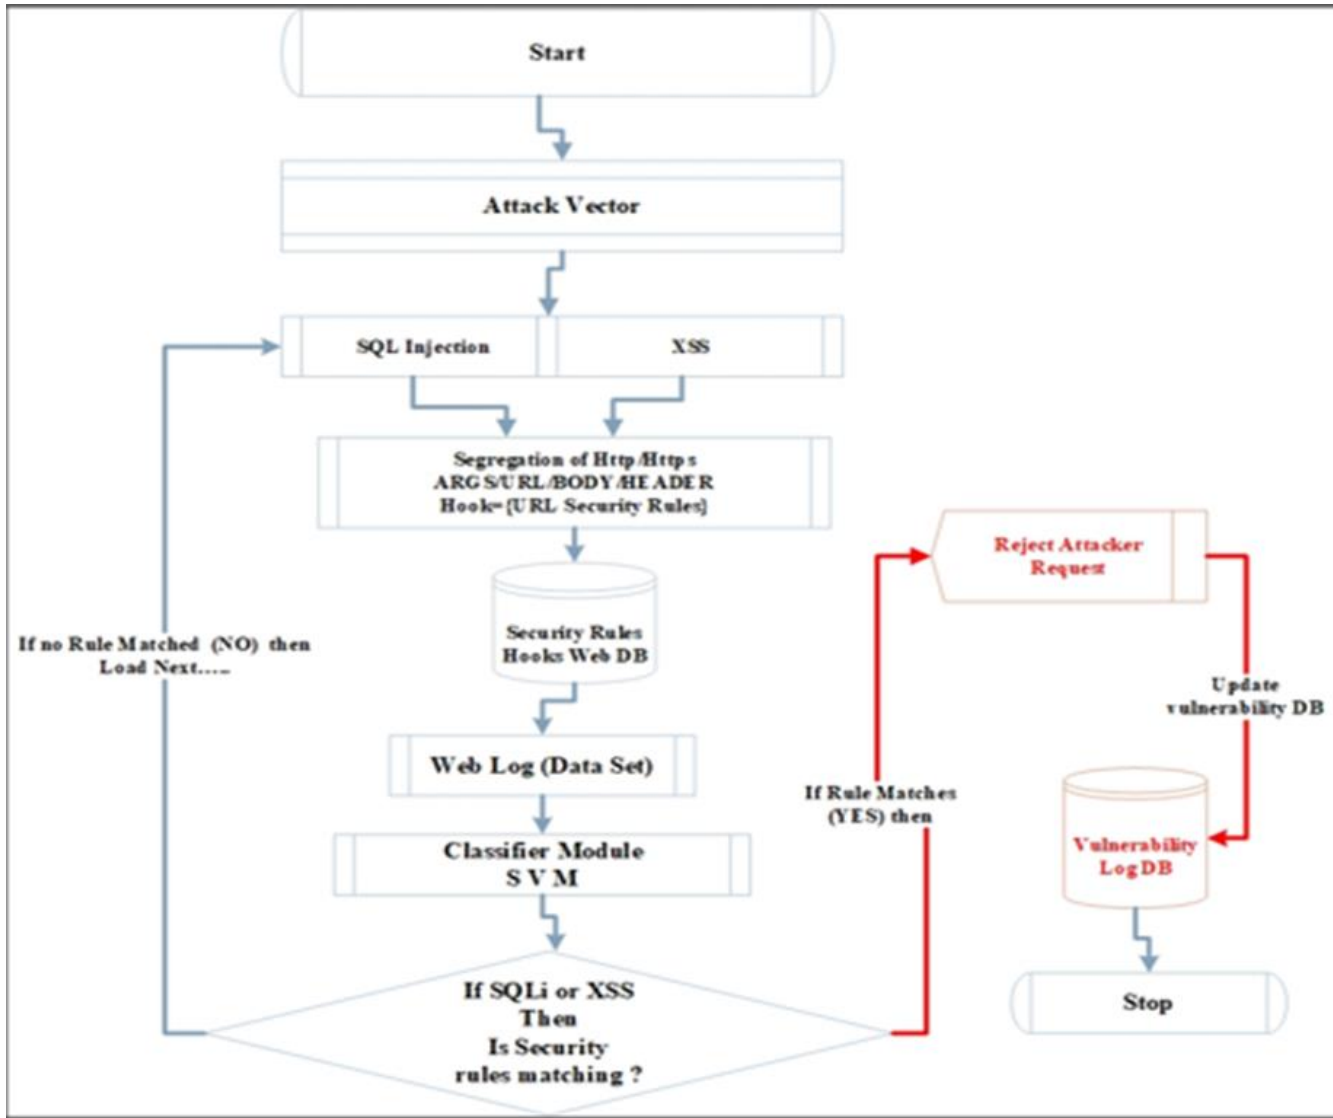 Start
Attack Vector
SQL Injection
XSS
Segregation of Http/Https
ARGS/URL/BODY/HEADER
Hook={URL Security Rules}
Security Rules
Hooks Web DB
Web Log (Data Set)
Classifier Module
S V M
If SQLi or XSS
Then
Is Security
rules matching ?
If no Rule Matched (NO) then
Load Next.....
If Rule Matches
(YES) then
Reject Attacker
Request
Update
vulnerability DB
Vulnerability
Log DB
Stop